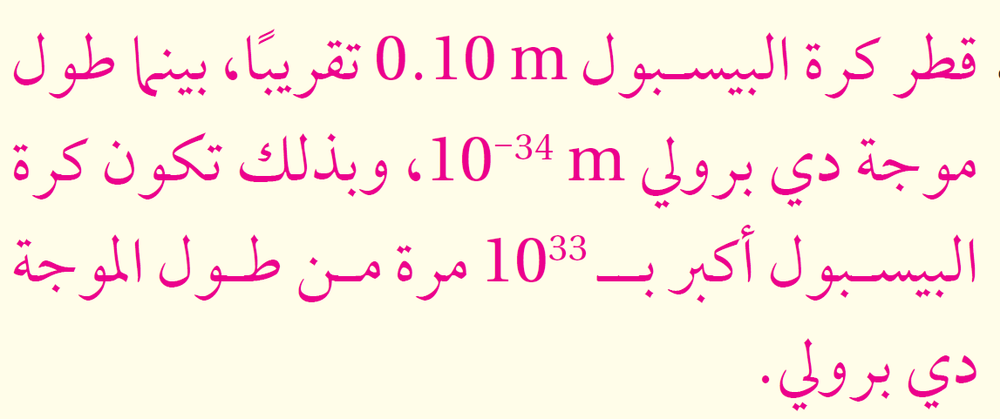 قطر كرة البيسبول 0.10 m تقريبًا، بينما طول
موجة دي برولي 10⁻³⁴ m، وبذلك تكون كرة
البيسبول أكبر بـ 10³³ مرة من طول الموجة
دي برولي.